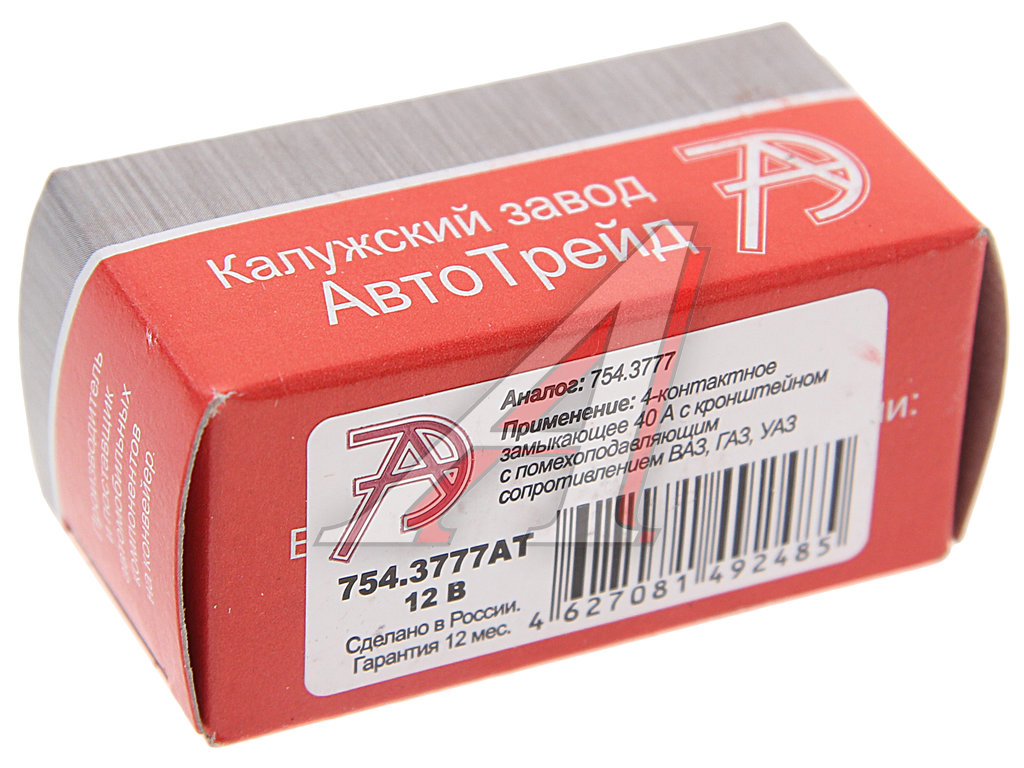 Калужский завод
АвтоТрейд
Аналог: 754.3777
Применение: 4-контактное
замыкающее 40 А с кронштейном
с помехоподавляющим
сопротивлением ВАЗ, ГАЗ, УАЗ
754.3777АТ
12 В
Сделано в России.
Гарантия 12 мес.
4 627081 492485
производитель
и поставщик
автомобильных
компонентов
на конвейер.